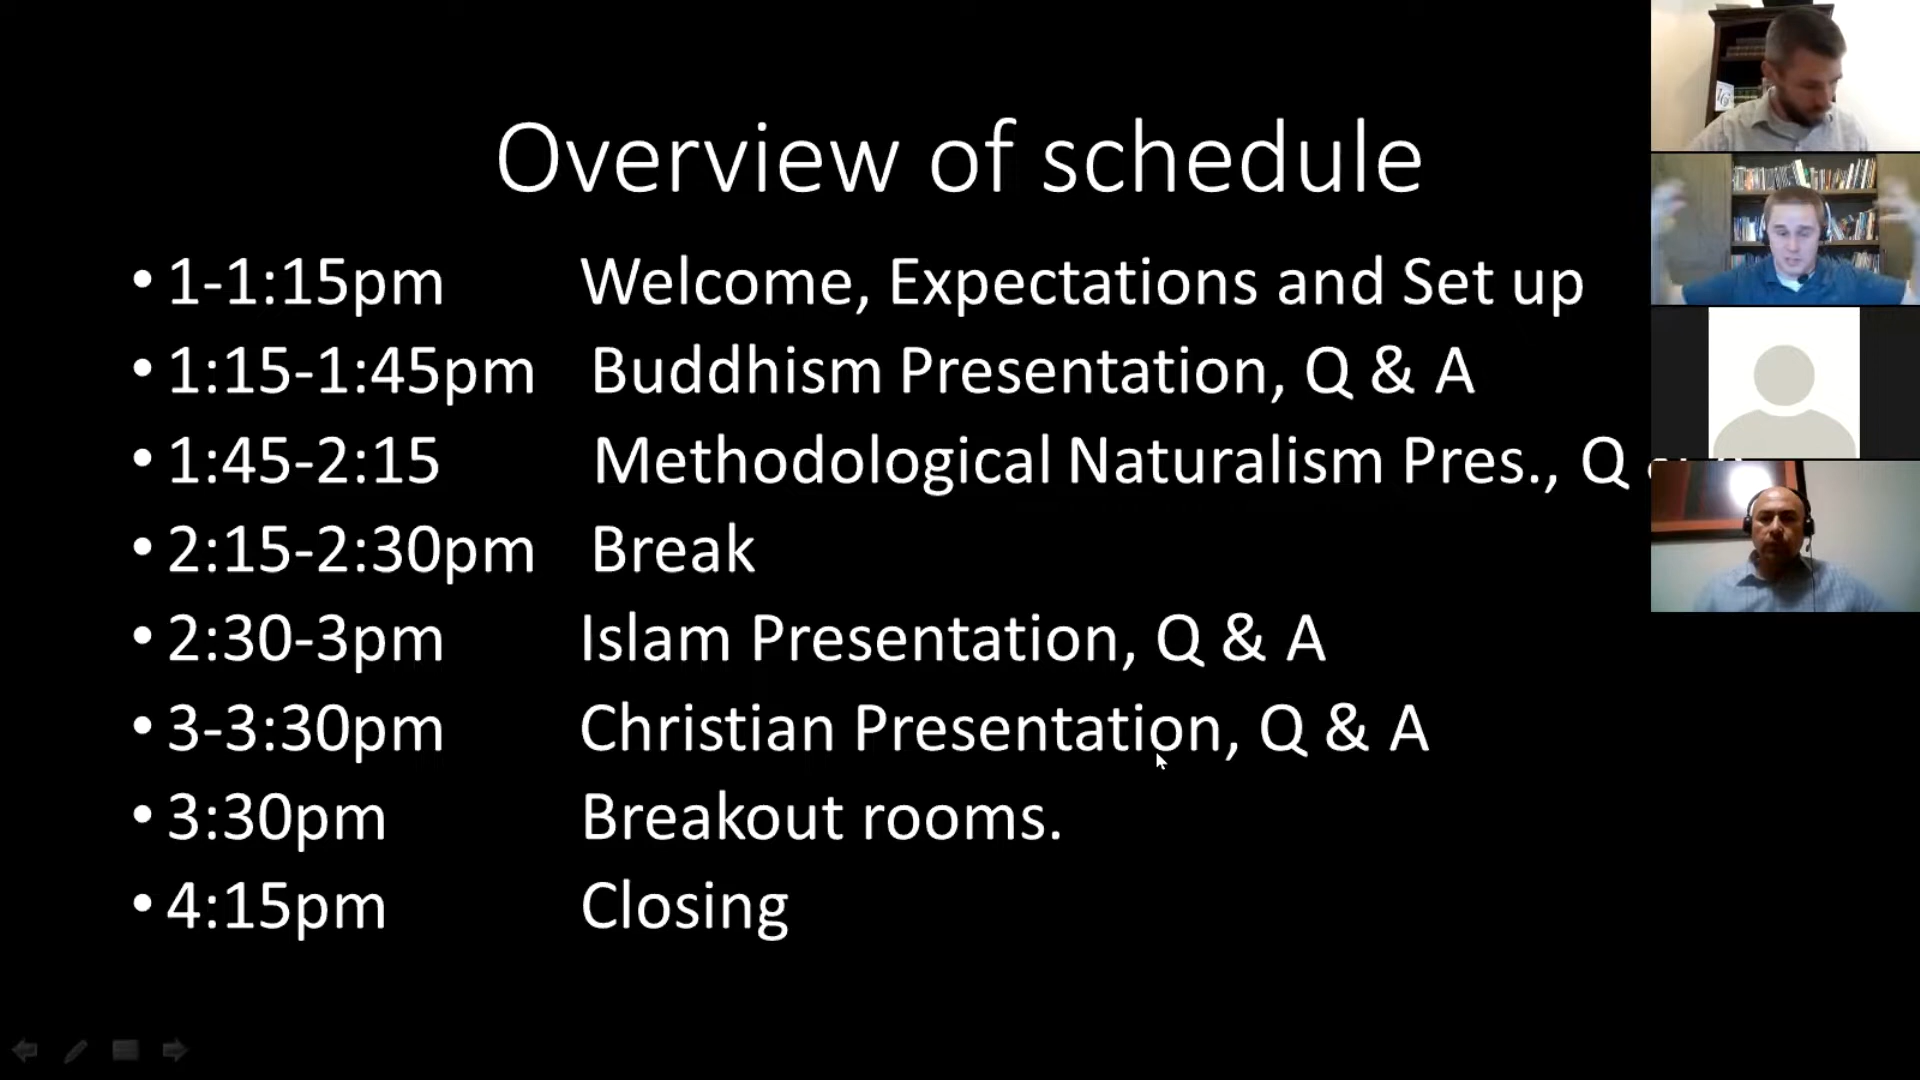 Overview of schedule
• 1-1:15pm Welcome, Expectations and Set up
• 1:15-1:45pm Buddhism Presentation, Q & A
• 1:45-2:15 Methodological Naturalism Pres., Q
• 2:15-2:30pm Break
• 2:30-3pm Islam Presentation, Q & A
• 3-3:30pm Christian Presentation, Q & A
• 3:30pm Breakout rooms.
• 4:15pm Closing